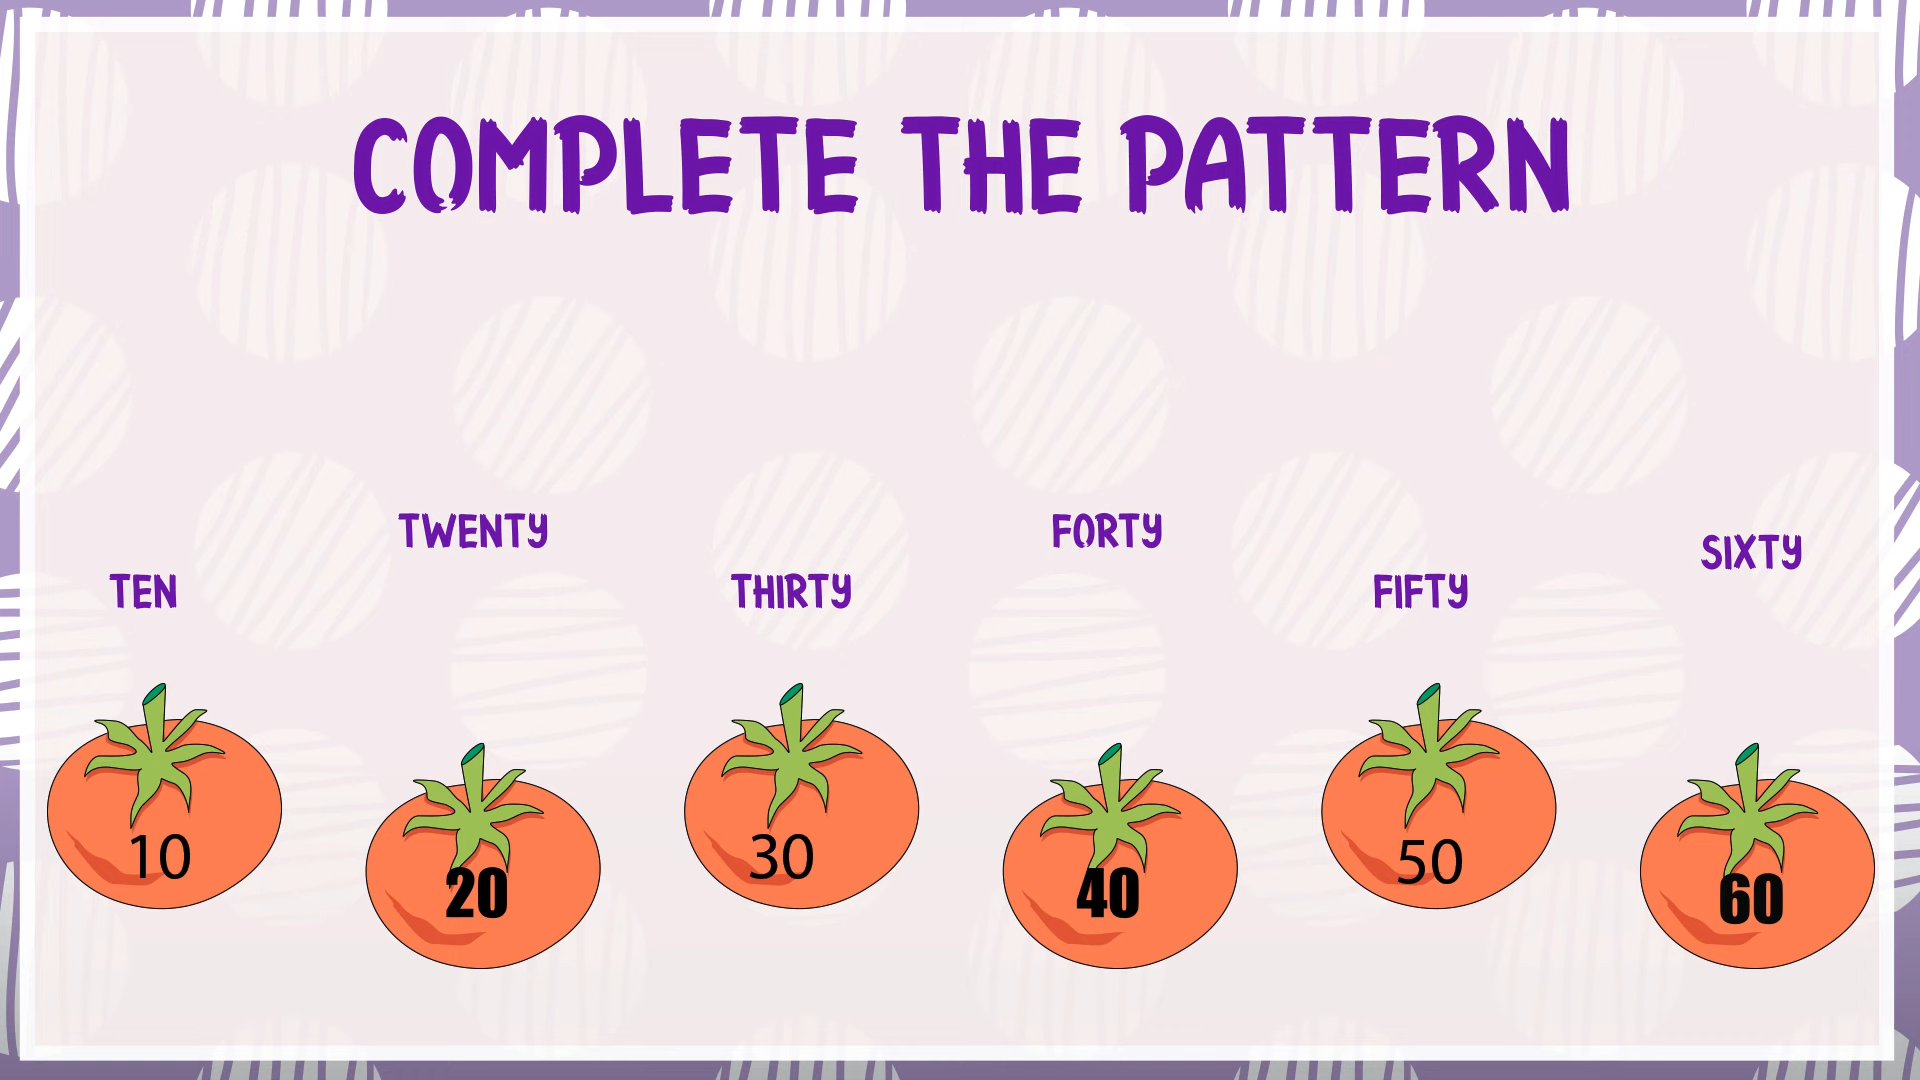 COMPLETE THE PATTERN
TEN
TWENTY
THIRTY
FORTY
FIFTY
SIXTY
10
20
30
40
50
60